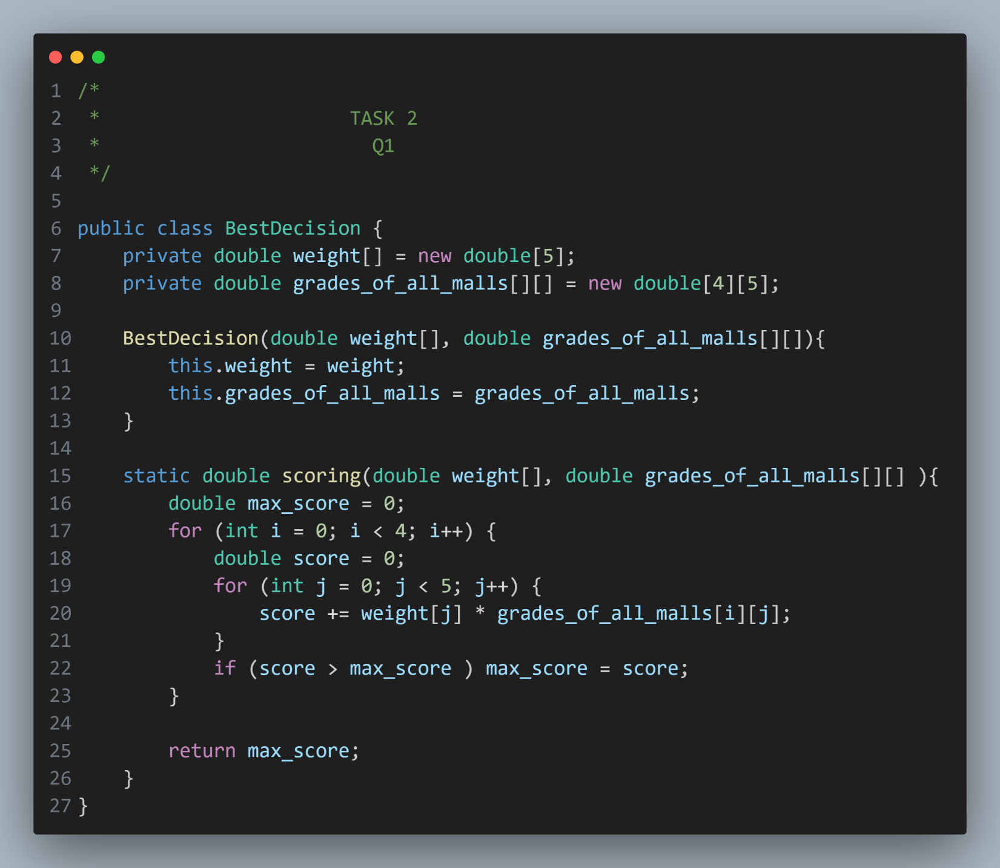 1 /*
2  *                      TASK 2
3  *                        Q1
4  */
5
6 public class BestDecision {
7     private double weight[] = new double[5];
8     private double grades_of_all_malls[][] = new double[4][5];
9
10     BestDecision(double weight[], double grades_of_all_malls[][]){
11         this.weight = weight;
12         this.grades_of_all_malls = grades_of_all_malls;
13     }
14
15     static double scoring(double weight[], double grades_of_all_malls[][] ){
16         double max_score = 0;
17         for (int i = 0; i < 4; i++) {
18             double score = 0;
19             for (int j = 0; j < 5; j++) {
20                 score += weight[j] * grades_of_all_malls[i][j];
21             }
22             if (score > max_score ) max_score = score;
23         }
24
25         return max_score;
26     }
27 }